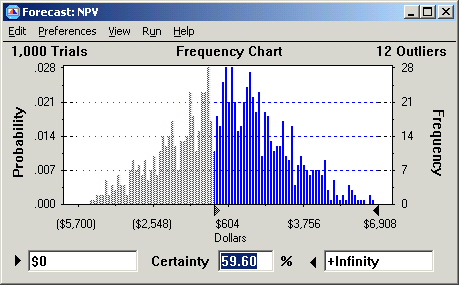 Forecast: NPV
Edit Preferences View Run Help
1,000 Trials Frequency Chart 12 Outliers
.028 28
.021 21
.014 14
.007 7
.000 0
Probability
Frequency
($5,700) ($2,548) $604 $3,756 $6,908
Dollars
$0 Certainty 59.60 % +Infinity